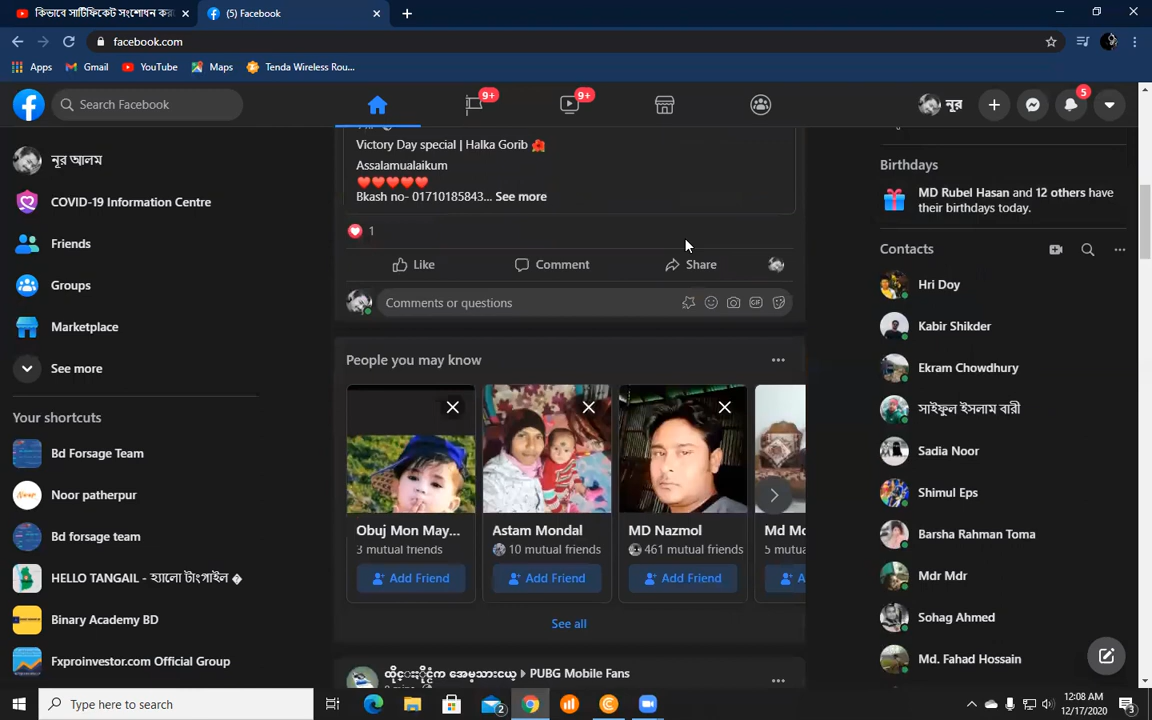 কিভাবে সার্টিফিকেট সংশোধন কর
(5) Facebook
facebook.com
Apps
Gmail
YouTube
Maps
Tenda Wireless Rou...
Search Facebook
9+
9+
নূর
5
নূর আলম
COVID-19 Information Centre
Friends
Groups
Marketplace
See more
Your shortcuts
Bd Forsage Team
Noor patherpur
Bd forsage team
HELLO TANGAIL - হ্যালো টাংগাইল �
Binary Academy BD
Fxproinvestor.com Official Group
Victory Day special | Halka Gorib 🌺
Assalamualaikum
❤️❤️❤️❤️❤️
Bkash no- 01710185843... See more
1
Like
Comment
Share
Comments or questions
GIF
People you may know
Obuj Mon May...
3 mutual friends
Add Friend
Astam Mondal
10 mutual friends
Add Friend
MD Nazmol
461 mutual friends
Add Friend
Md Mo
5 mutua
A
See all
PUBG Mobile Fans
Birthdays
MD Rubel Hasan and 12 others have
their birthdays today.
Contacts
Hri Doy
Kabir Shikder
Ekram Chowdhury
সাইফুল ইসলাম বারী
Sadia Noor
Shimul Eps
Barsha Rahman Toma
Mdr Mdr
Sohag Ahmed
Md. Fahad Hossain
Type here to search
2
12:08 AM
12/17/2020
3